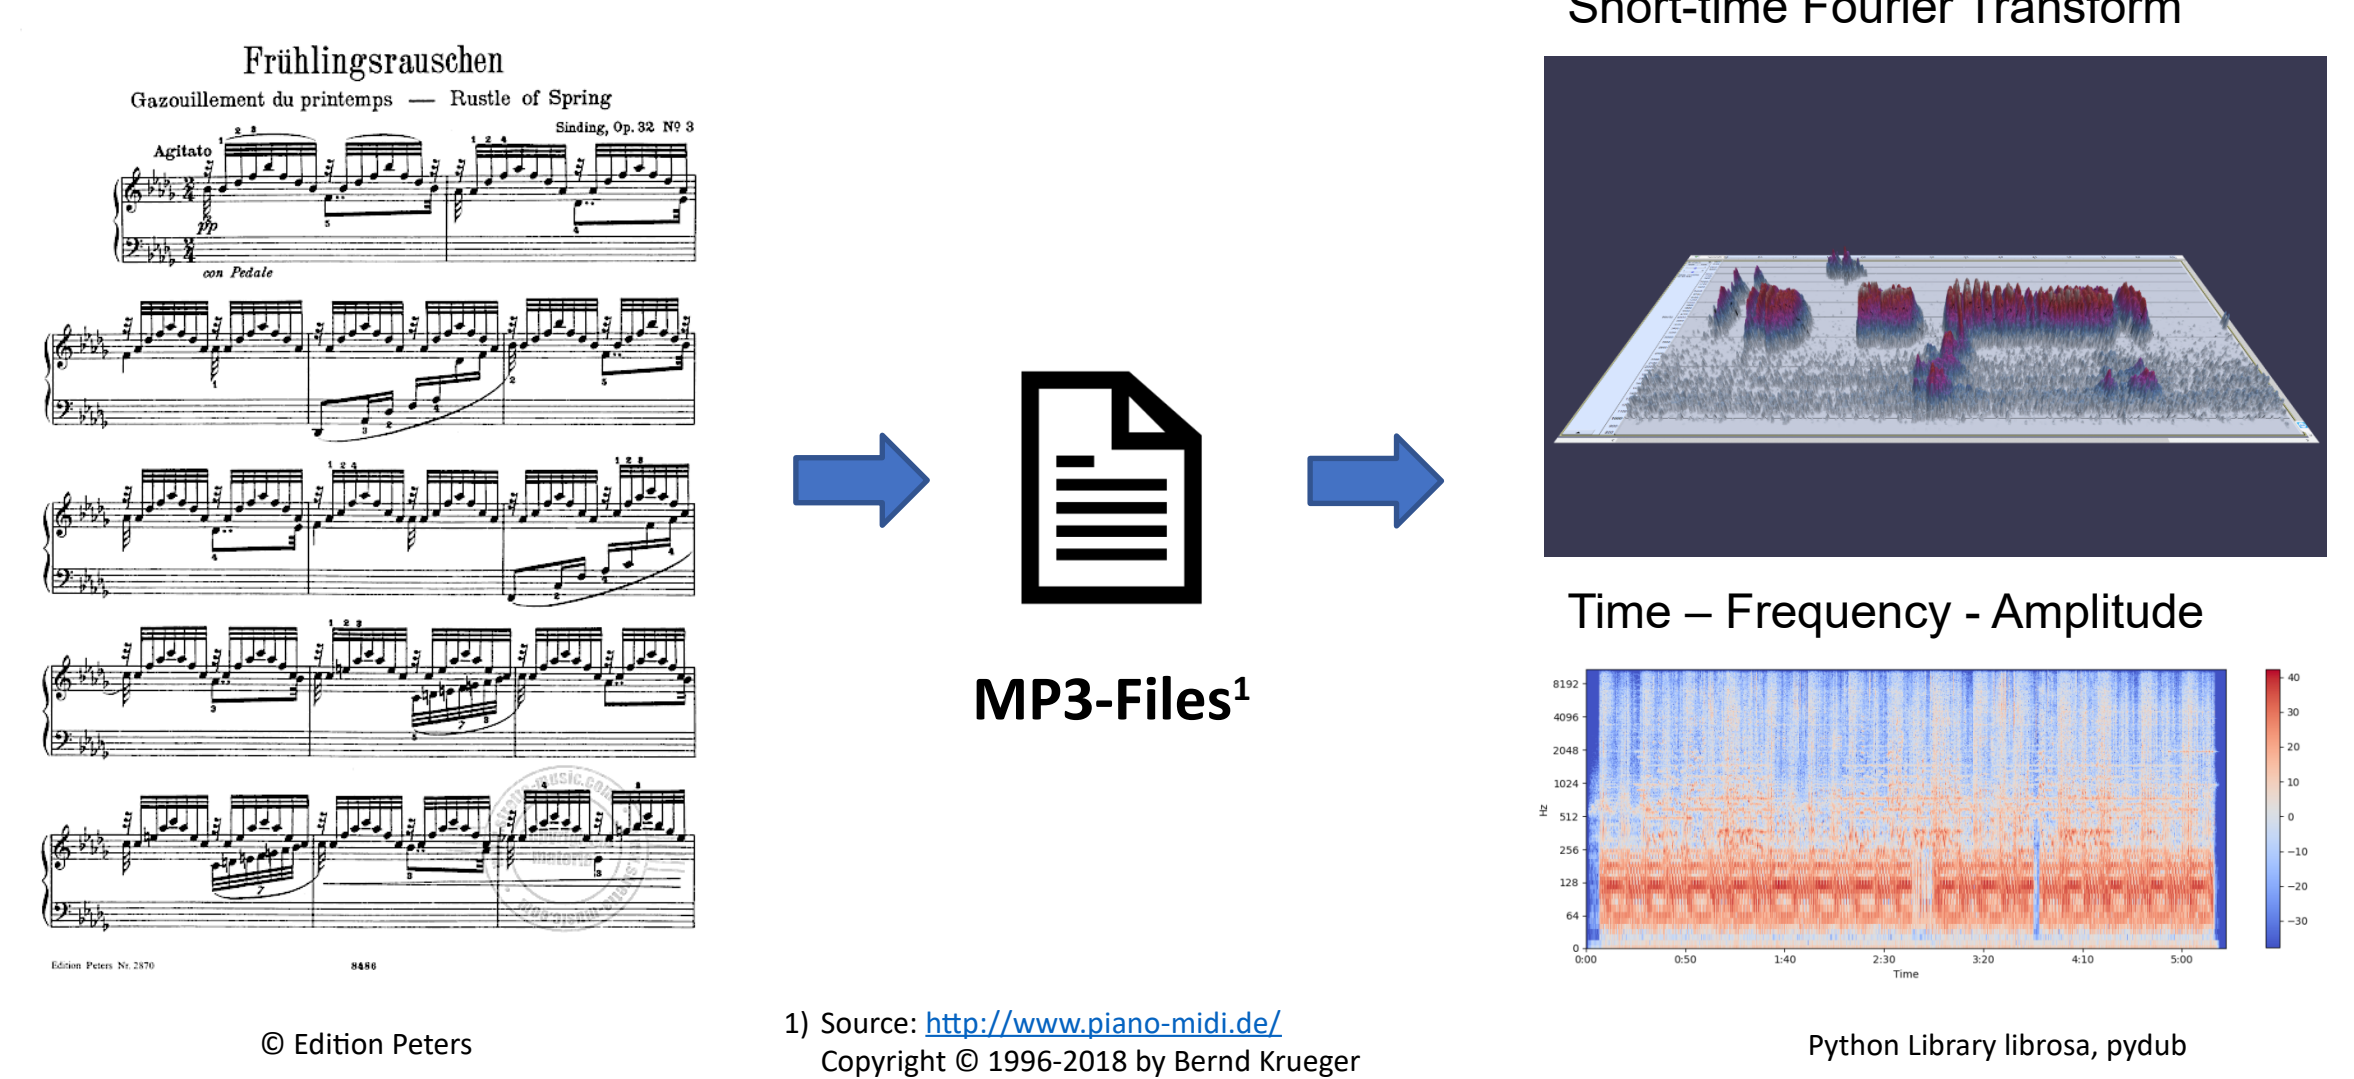 Short-time Fourier Transform
Frühlingsrauschen
Gazouillement du printemps — Rustle of Spring
Sinding, Op. 32 Nº 3
Agitato
pp
con Pedale
Edition Peters Nr. 2870
8486
© Edition Peters
MP3-Files¹
1) Source: http://www.piano-midi.de/
Copyright © 1996-2018 by Bernd Krueger
Time – Frequency - Amplitude
8192
4096
2048
1024
512
256
128
64
0
Hz
0:00 0:50 1:40 2:30 3:20 4:10 5:00
Time
40
30
20
10
0
−10
−20
−30
Python Library librosa, pydub